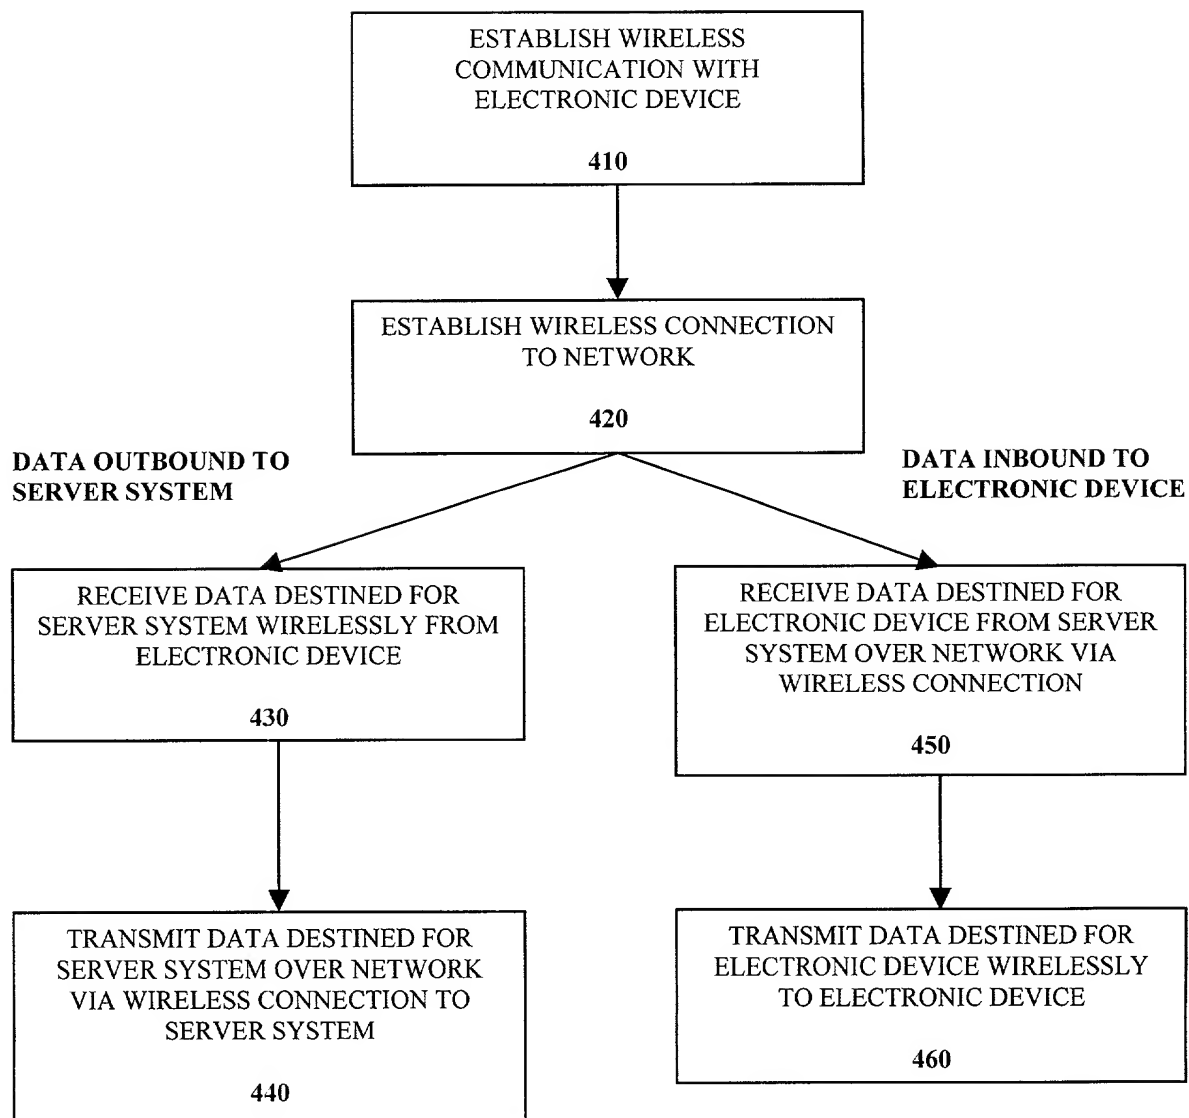 ESTABLISH WIRELESS
COMMUNICATION WITH
ELECTRONIC DEVICE
410
ESTABLISH WIRELESS CONNECTION
TO NETWORK
420
DATA OUTBOUND TO
SERVER SYSTEM
DATA INBOUND TO
ELECTRONIC DEVICE
RECEIVE DATA DESTINED FOR
SERVER SYSTEM WIRELESSLY FROM
ELECTRONIC DEVICE
430
RECEIVE DATA DESTINED FOR
ELECTRONIC DEVICE FROM SERVER
SYSTEM OVER NETWORK VIA
WIRELESS CONNECTION
450
TRANSMIT DATA DESTINED FOR
SERVER SYSTEM OVER NETWORK
VIA WIRELESS CONNECTION TO
SERVER SYSTEM
440
TRANSMIT DATA DESTINED FOR
ELECTRONIC DEVICE WIRELESSLY
TO ELECTRONIC DEVICE
460